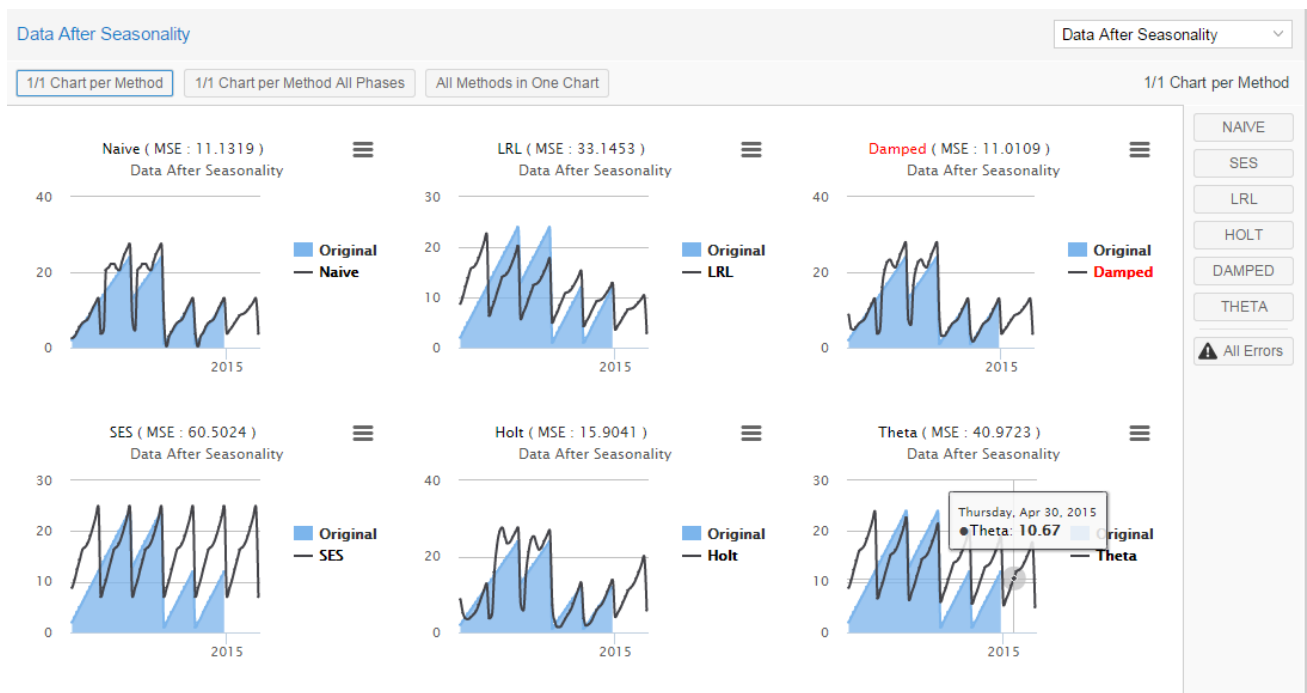 Data After Seasonality
Data After Seasonality
1/1 Chart per Method
1/1 Chart per Method All Phases
All Methods in One Chart
1/1 Chart per Method
Naive ( MSE : 11.1319 )
Data After Seasonality
40
20
0
2015
Original
Naive
LRL ( MSE : 33.1453 )
Data After Seasonality
30
20
10
0
2015
Original
LRL
Damped ( MSE : 11.0109 )
Data After Seasonality
40
20
0
2015
Original
Damped
NAIVE
SES
LRL
HOLT
DAMPED
THETA
All Errors
SES ( MSE : 60.5024 )
Data After Seasonality
30
20
10
0
2015
Original
SES
Holt ( MSE : 15.9041 )
Data After Seasonality
40
20
0
2015
Original
Holt
Theta ( MSE : 40.9723 )
Data After Seasonality
30
20
10
0
2015
Thursday, Apr 30, 2015
Theta: 10.67
Original
Theta